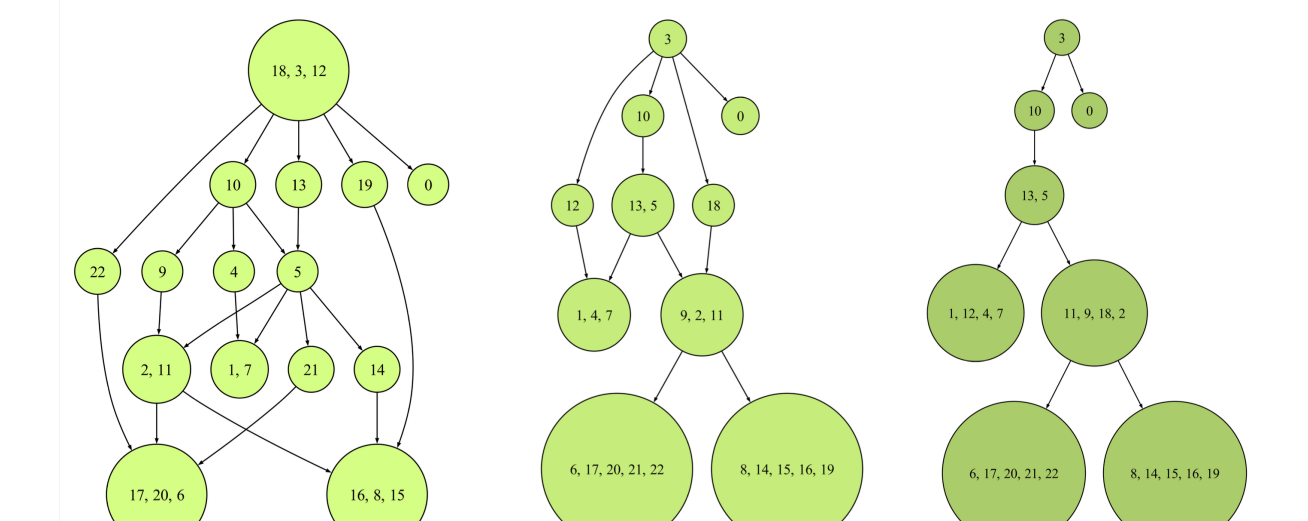 18, 3, 12
10
13
19
0
22
9
4
5
2, 11
1, 7
21
14
17, 20, 6
16, 8, 15
3
10
0
12
13, 5
18
1, 4, 7
9, 2, 11
6, 17, 20, 21, 22
8, 14, 15, 16, 19
3
10
0
13, 5
1, 12, 4, 7
11, 9, 18, 2
6, 17, 20, 21, 22
8, 14, 15, 16, 19